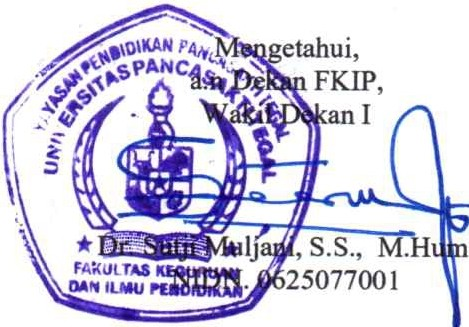 Mengetahui,
a.n Dekan FKIP,
Wakil Dekan I
YAYASAN PENDIDIKAN
UNIVERSITAS PANCASAKTI TEGAL
Dr. Sutji Muljani, S.S., M.Hum
NIDN. 0625077001
FAKULTAS KEGURUAN
DAN ILMU PENDIDIKAN